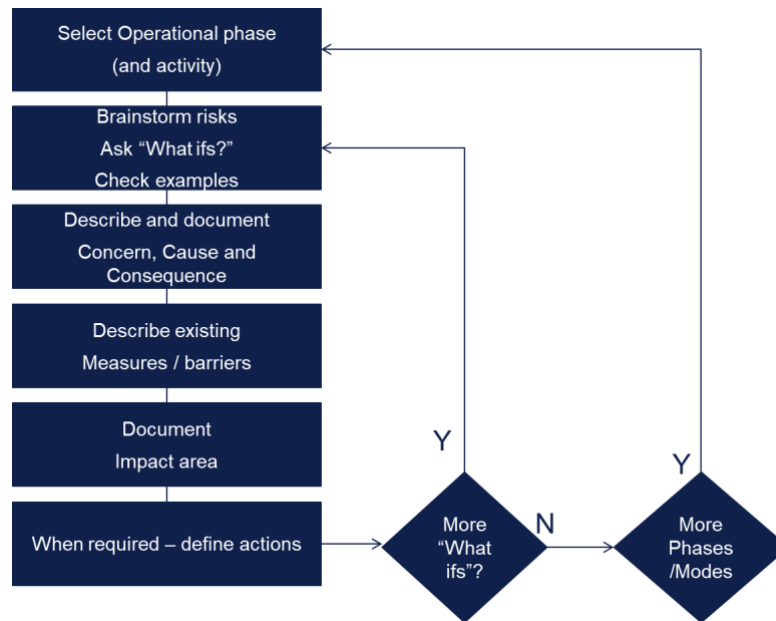 Select Operational phase
(and activity)
Brainstorm risks
Ask “What ifs?”
Check examples
Describe and document
Concern, Cause and
Consequence
Describe existing
Measures / barriers
Document
Impact area
When required – define actions
Y
More
“What
ifs”?
N
Y
More
Phases
/Modes